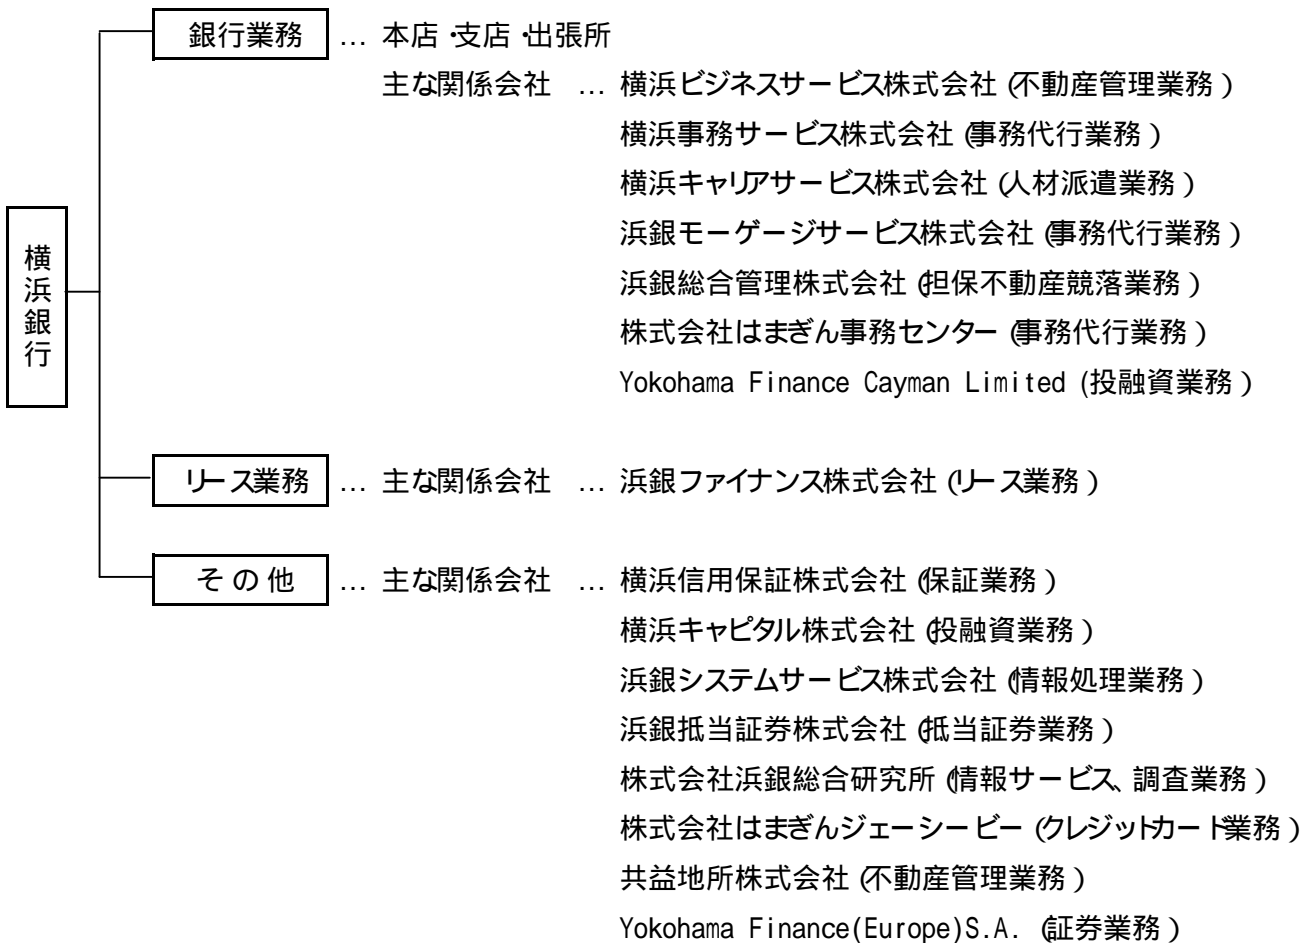 銀行業務 … 本店・支店・出張所
主な関係会社 … 横浜ビジネスサービス株式会社(不動産管理業務)
横浜事務サービス株式会社(事務代行業務)
横浜キャリアサービス株式会社(人材派遣業務)
浜銀モーゲージサービス株式会社(事務代行業務)
横浜銀行
浜銀総合管理株式会社(担保不動産競落業務)
株式会社はまぎん事務センター(事務代行業務)
Yokohama Finance Cayman Limited (投融資業務)
リース業務 … 主な関係会社 … 浜銀ファイナンス株式会社(リース業務)
その他 … 主な関係会社 … 横浜信用保証株式会社(保証業務)
横浜キャピタル株式会社(投融資業務)
浜銀システムサービス株式会社(情報処理業務)
浜銀抵当証券株式会社(抵当証券業務)
株式会社浜銀総合研究所(情報サービス、調査業務)
株式会社はまぎんジェーシービー(クレジットカード業務)
共益地所株式会社(不動産管理業務)
Yokohama Finance(Europe)S.A. (証券業務)